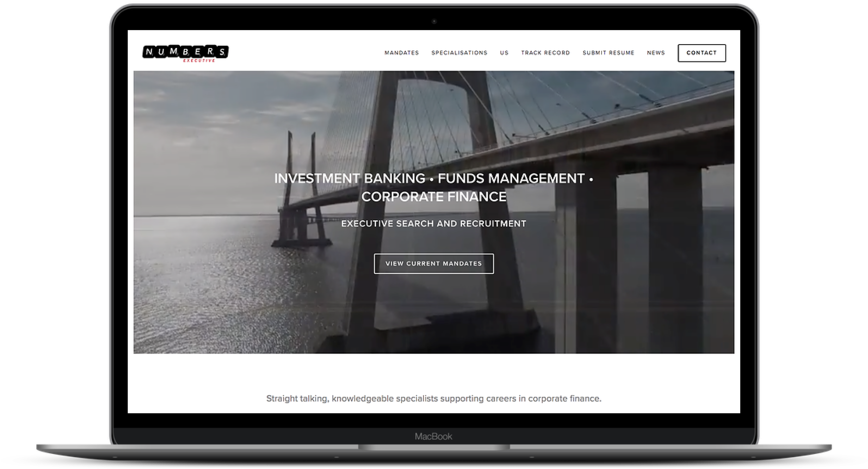 NUMBERS
EXECUTIVE
MANDATES SPECIALISATIONS US TRACK RECORD SUBMIT RESUME NEWS CONTACT
INVESTMENT BANKING • FUNDS MANAGEMENT •
CORPORATE FINANCE
EXECUTIVE SEARCH AND RECRUITMENT
VIEW CURRENT MANDATES
Straight talking, knowledgeable specialists supporting careers in corporate finance.
MacBook